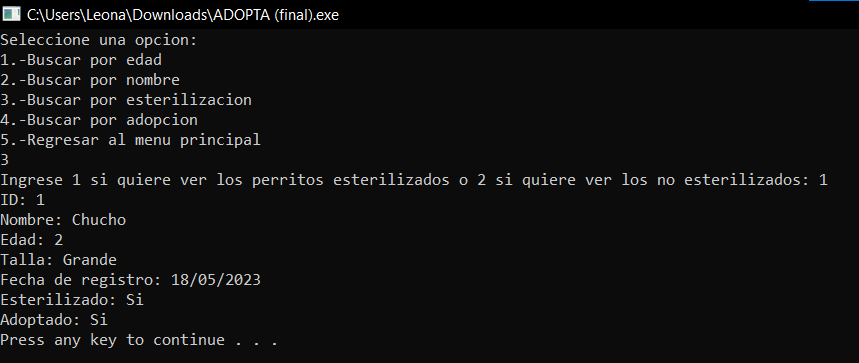 C:\Users\Leona\Downloads\ADOPTA (final).exe
Seleccione una opcion:
1.-Buscar por edad
2.-Buscar por nombre
3.-Buscar por esterilizacion
4.-Buscar por adopcion
5.-Regresar al menu principal
3
Ingrese 1 si quiere ver los perritos esterilizados o 2 si quiere ver los no esterilizados: 1
ID: 1
Nombre: Chucho
Edad: 2
Talla: Grande
Fecha de registro: 18/05/2023
Esterilizado: Si
Adoptado: Si
Press any key to continue . . .